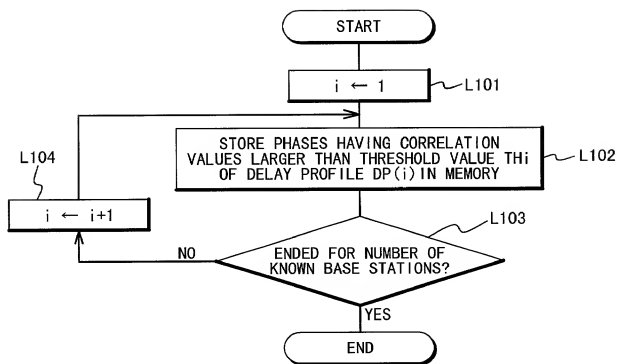 START
i ← 1
L101
STORE PHASES HAVING CORRELATION
VALUES LARGER THAN THRESHOLD VALUE THi
OF DELAY PROFILE DP(i) IN MEMORY
L102
L104
i ← i+1
L103
ENDED FOR NUMBER OF
KNOWN BASE STATIONS?
NO
YES
END